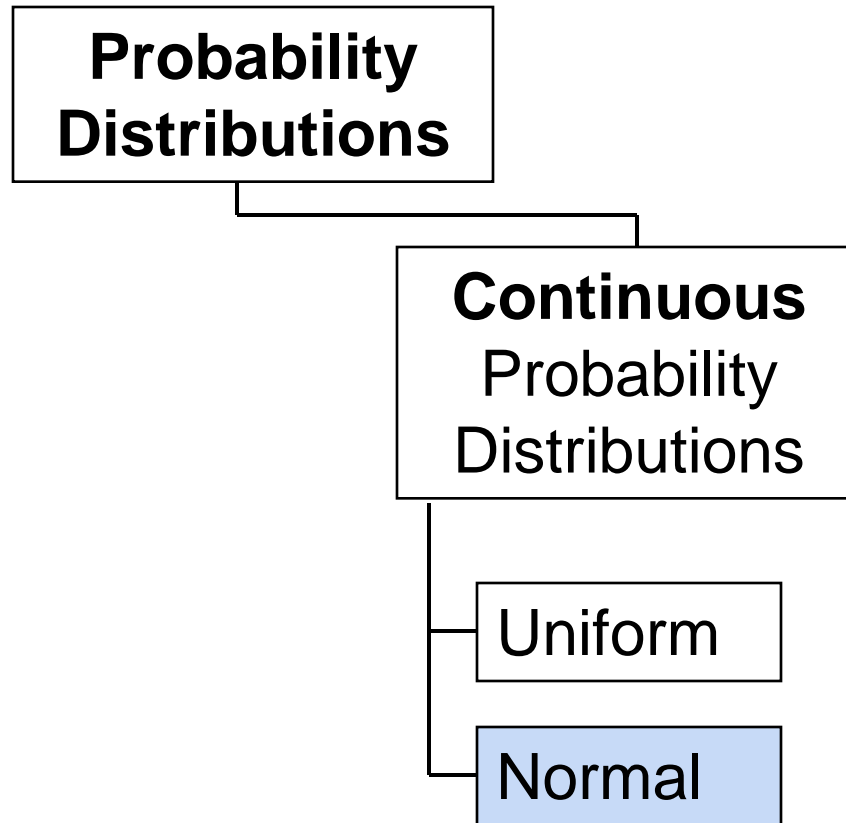 Probability
Distributions
Continuous
Probability
Distributions
Uniform
Normal